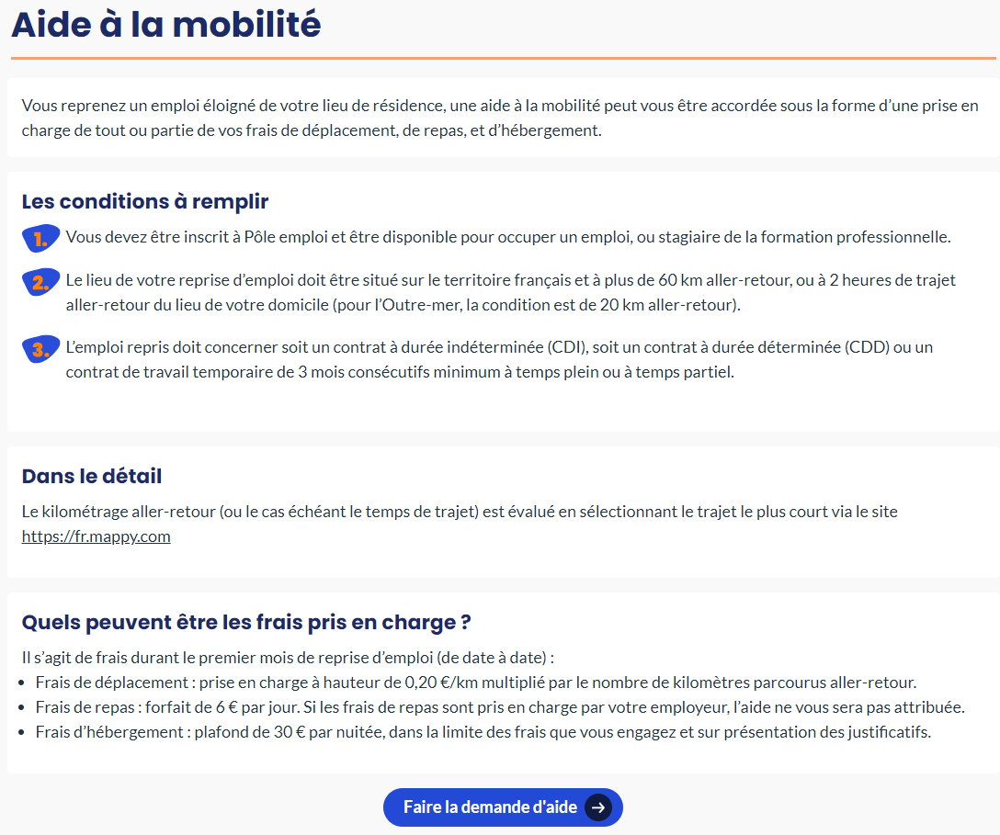 Aide à la mobilité
Vous reprenez un emploi éloigné de votre lieu de résidence, une aide à la mobilité peut vous être accordée sous la forme d’une prise en
charge de tout ou partie de vos frais de déplacement, de repas, et d’hébergement.
Les conditions à remplir
1. Vous devez être inscrit à Pôle emploi et être disponible pour occuper un emploi, ou stagiaire de la formation professionnelle.
2. Le lieu de votre reprise d’emploi doit être situé sur le territoire français et à plus de 60 km aller-retour, ou à 2 heures de trajet
aller-retour du lieu de votre domicile (pour l’Outre-mer, la condition est de 20 km aller-retour).
3. L’emploi repris doit concerner soit un contrat à durée indéterminée (CDI), soit un contrat à durée déterminée (CDD) ou un
contrat de travail temporaire de 3 mois consécutifs minimum à temps plein ou à temps partiel.
Dans le détail
Le kilométrage aller-retour (ou le cas échéant le temps de trajet) est évalué en sélectionnant le trajet le plus court via le site
https://fr.mappy.com
Quels peuvent être les frais pris en charge ?
Il s’agit de frais durant le premier mois de reprise d’emploi (de date à date) :
• Frais de déplacement : prise en charge à hauteur de 0,20 €/km multiplié par le nombre de kilomètres parcourus aller-retour.
• Frais de repas : forfait de 6 € par jour. Si les frais de repas sont pris en charge par votre employeur, l’aide ne vous sera pas attribuée.
• Frais d’hébergement : plafond de 30 € par nuitée, dans la limite des frais que vous engagez et sur présentation des justificatifs.
Faire la demande d'aide